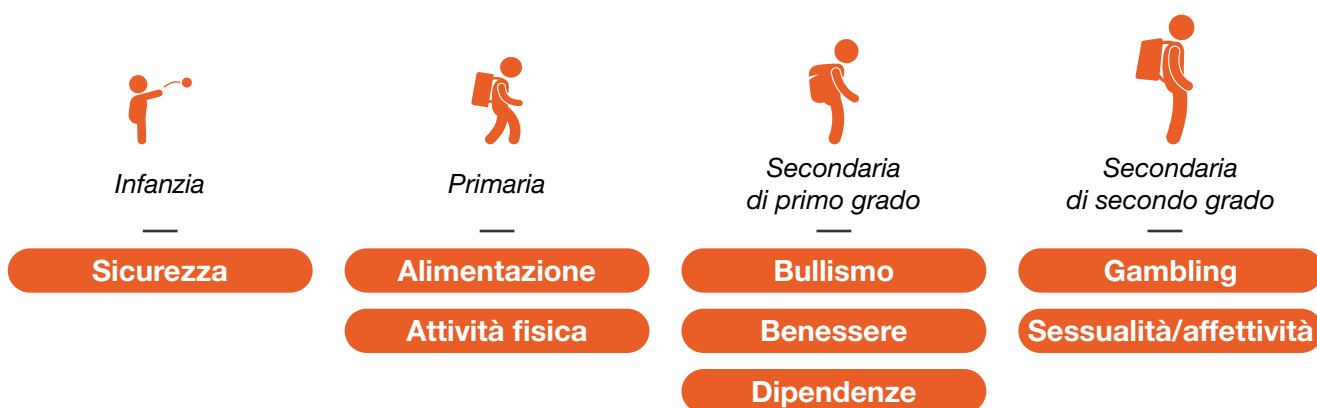 Infanzia
Sicurezza
Primaria
Alimentazione
Attività fisica
Secondaria
di primo grado
Bullismo
Benessere
Dipendenze
Secondaria
di secondo grado
Gambling
Sessualità/affettività